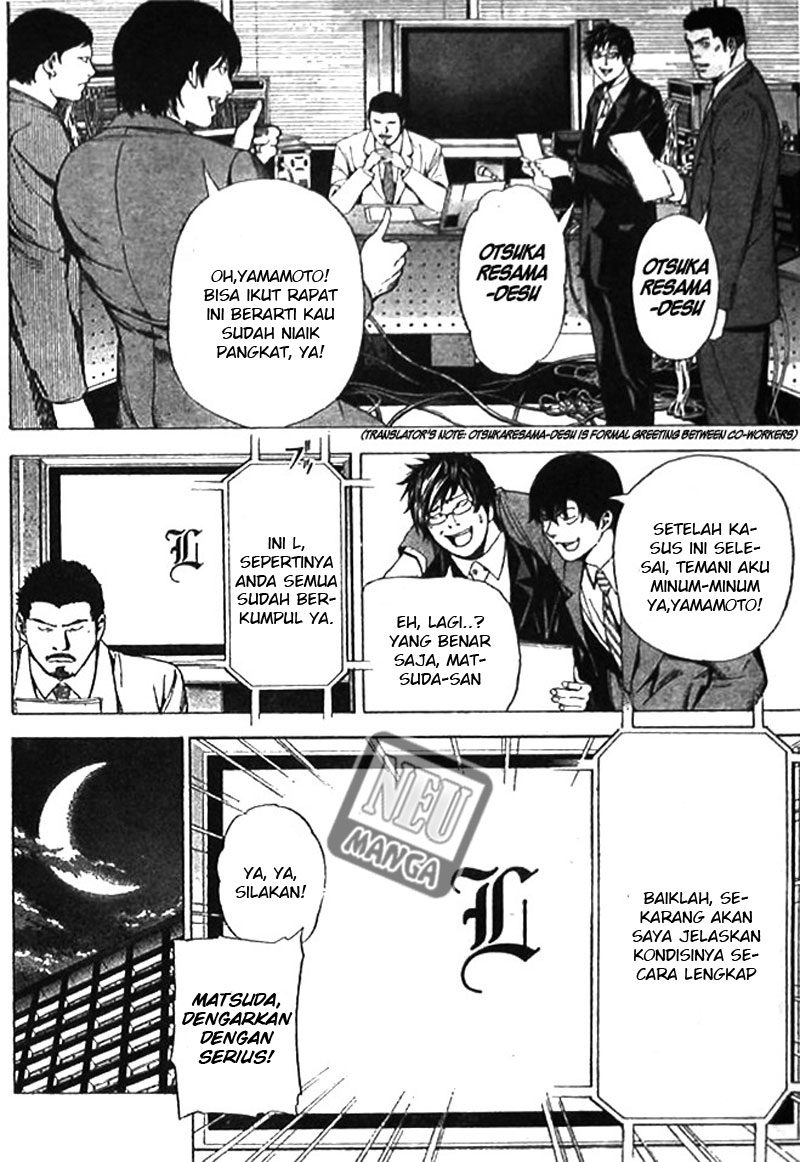 OH,YAMAMOTO!
BISA IKUT RAPAT
INI BERARTI KAU
SUDAH NIAIK
PANGKAT, YA!
OTSUKA
RESAMA
-DESU
OTSUKA
RESAMA
-DESU
(TRANSLATOR'S NOTE: OTSUKARESAMA-DESU IS FORMAL GREETING BETWEEN CO-WORKERS)
L
INI L,
SEPERTINYA
ANDA SEMUA
SUDAH BER-
KUMPUL YA.
SETELAH KA-
SUS INI SELE-
SAI, TEMANI AKU
MINUM-MINUM
YA,YAMAMOTO!
EH, LAGI..?
YANG BENAR
SAJA, MAT-
SUDA-SAN
NEU
MANGA
YA, YA,
SILAKAN!
L
BAIKLAH, SE-
KARANG AKAN
SAYA JELASKAN
KONDISINYA SE-
CARA LENGKAP
MATSUDA,
DENGARKAN
DENGAN
SERIUS!